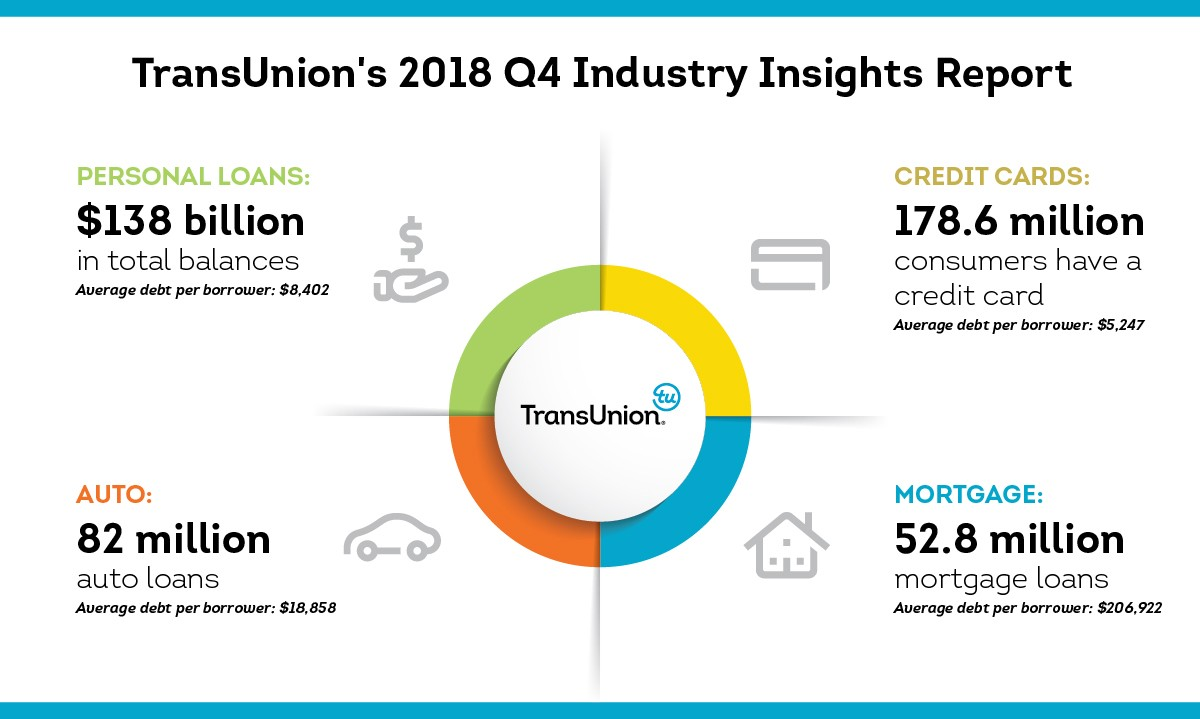 TransUnion's 2018 Q4 Industry Insights Report
PERSONAL LOANS:
$138 billion
in total balances
Average debt per borrower: $8,402
$
CREDIT CARDS:
178.6 million
consumers have a
credit card
Average debt per borrower: $5,247
tu
TransUnion®
AUTO:
82 million
auto loans
Average debt per borrower: $18,858
MORTGAGE:
52.8 million
mortgage loans
Average debt per borrower: $206,922